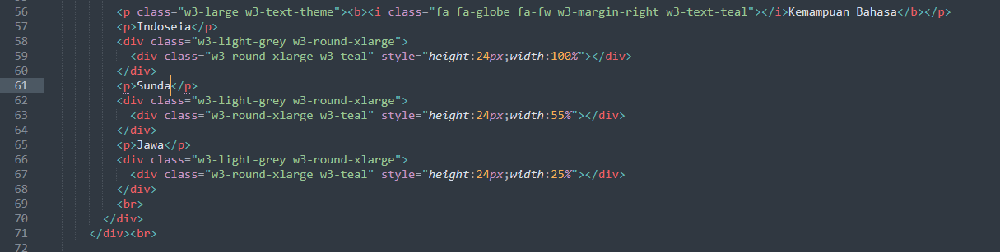 56 <p class="w3-large w3-text-theme"><b><i class="fa fa-globe fa-fw w3-margin-right w3-text-teal"></i>Kemampuan Bahasa</b></p>
57 <p>Indoseia</p>
58 <div class="w3-light-grey w3-round-xlarge">
59 <div class="w3-round-xlarge w3-teal" style="height:24px;width:100%"></div>
60 </div>
61 <p>Sunda</p>
62 <div class="w3-light-grey w3-round-xlarge">
63 <div class="w3-round-xlarge w3-teal" style="height:24px;width:55%"></div>
64 </div>
65 <p>Jawa</p>
66 <div class="w3-light-grey w3-round-xlarge">
67 <div class="w3-round-xlarge w3-teal" style="height:24px;width:25%"></div>
68 </div>
69 <br>
70 </div>
71 </div><br>
72